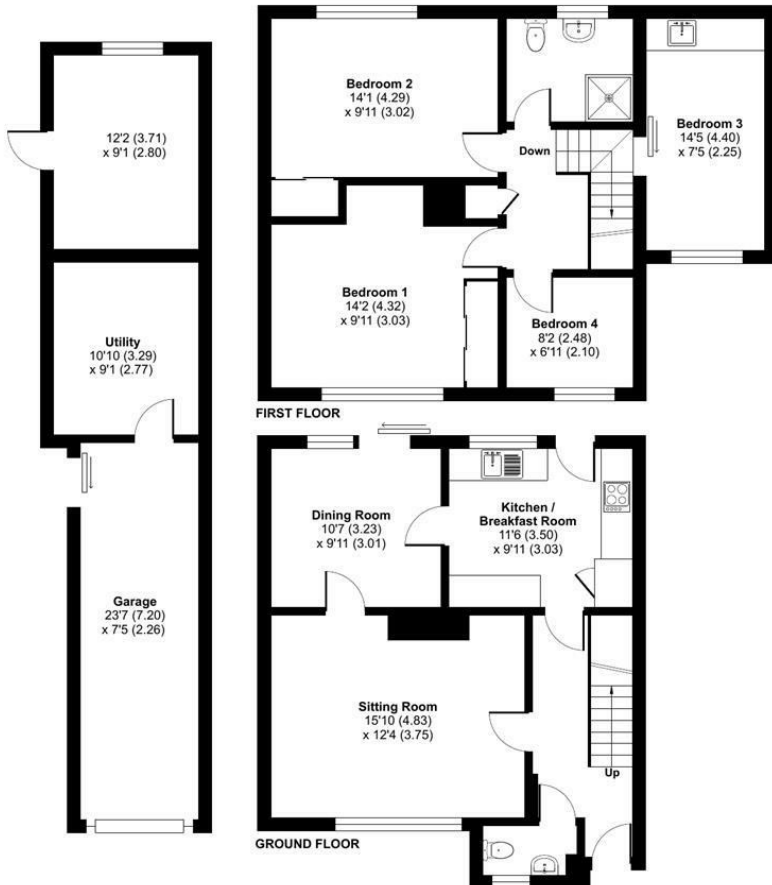 12'2 (3.71)
x 9'1 (2.80)
Utility
10'10 (3.29)
x 9'1 (2.77)
Garage
23'7 (7.20)
x 7'5 (2.26)
Bedroom 2
14'1 (4.29)
x 9'11 (3.02)
Down
Bedroom 3
14'5 (4.40)
x 7'5 (2.25)
Bedroom 1
14'2 (4.32)
x 9'11 (3.03)
Bedroom 4
8'2 (2.48)
x 6'11 (2.10)
FIRST FLOOR
Dining Room
10'7 (3.23)
x 9'11 (3.01)
Kitchen /
Breakfast Room
11'6 (3.50)
x 9'11 (3.03)
Sitting Room
15'10 (4.83)
x 12'4 (3.75)
Up
GROUND FLOOR